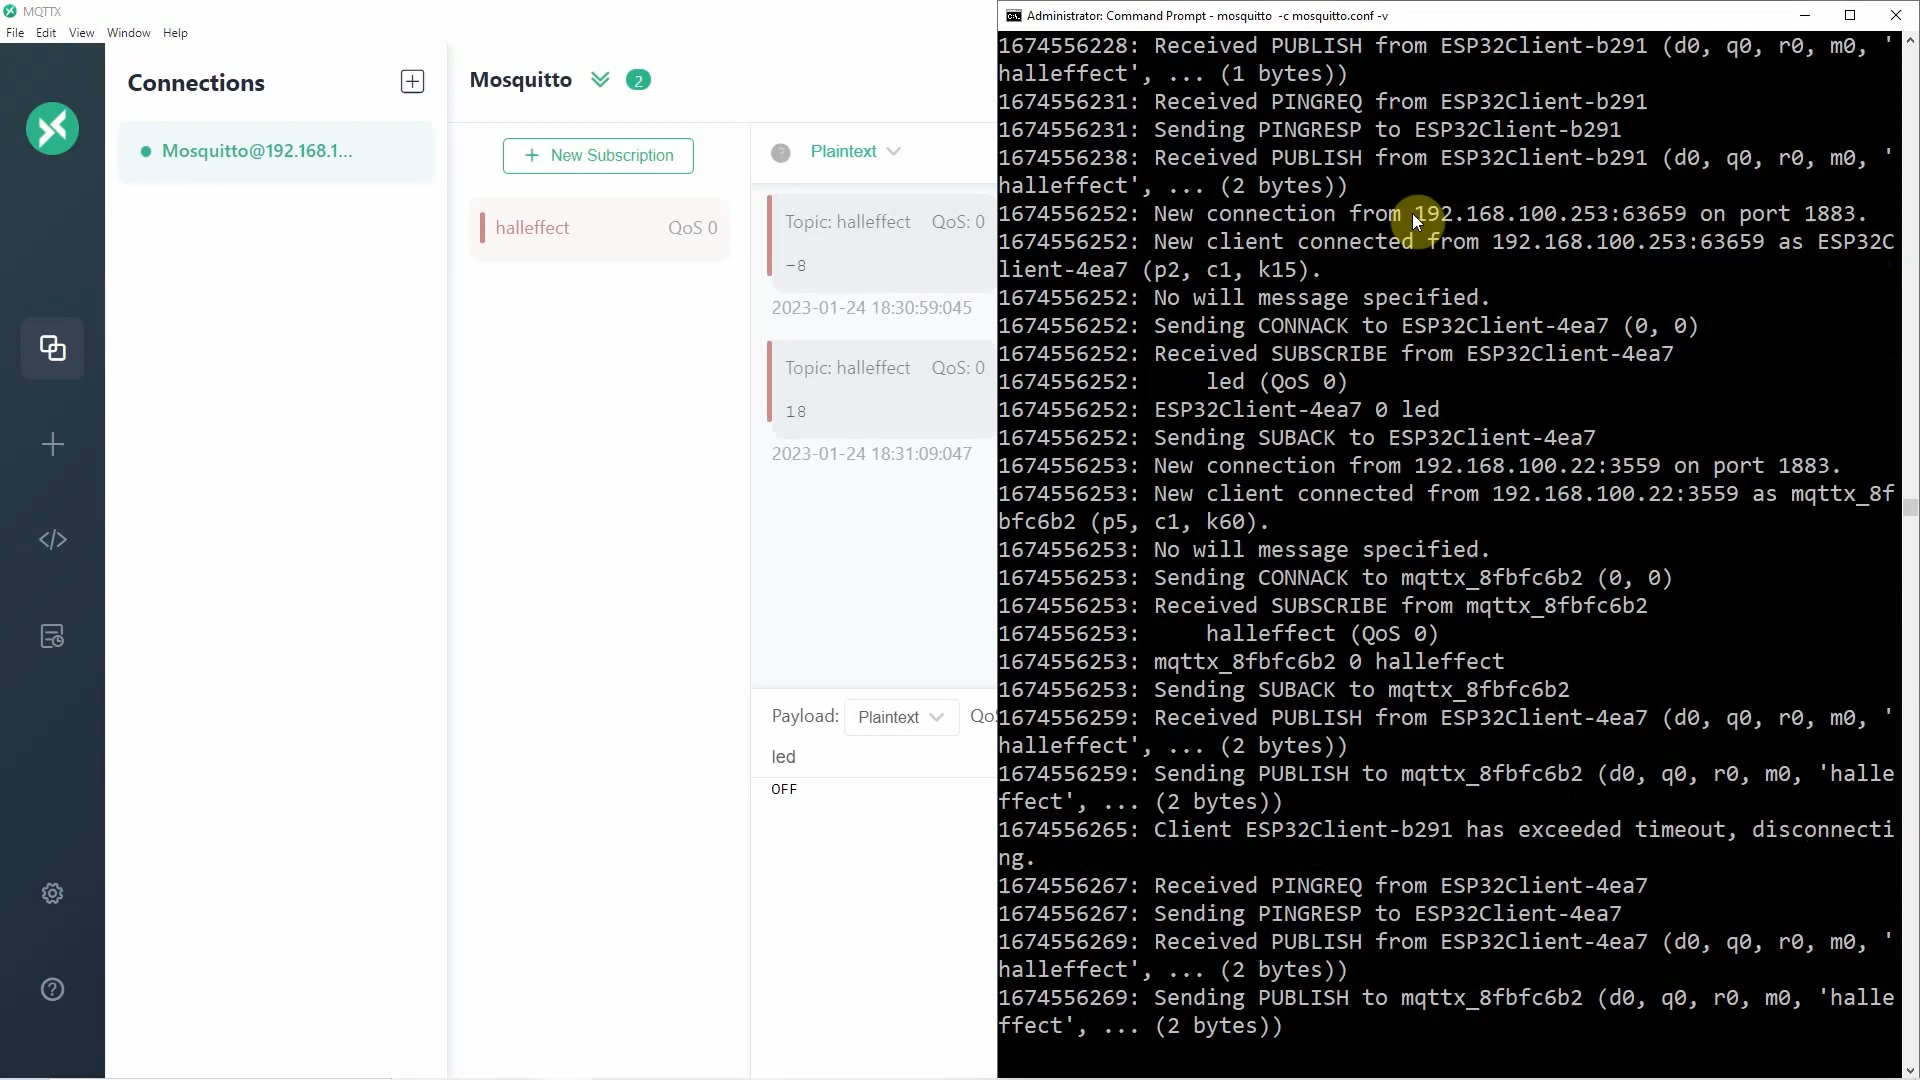 MQTTX
File Edit View Window Help
Connections
Mosquitto@192.168.1...
Mosquitto 2
+ New Subscription
halleffect QoS 0
? Plaintext
Topic: halleffect QoS: 0
-8
2023-01-24 18:30:59:045
Topic: halleffect QoS: 0
18
2023-01-24 18:31:09:047
Payload: Plaintext Qo
led
OFF
Administrator: Command Prompt - mosquitto -c mosquitto.conf -v
1674556228: Received PUBLISH from ESP32Client-b291 (d0, q0, r0, m0, '
halleffect', ... (1 bytes))
1674556231: Received PINGREQ from ESP32Client-b291
1674556231: Sending PINGRESP to ESP32Client-b291
1674556238: Received PUBLISH from ESP32Client-b291 (d0, q0, r0, m0, '
halleffect', ... (2 bytes))
1674556252: New connection from 192.168.100.253:63659 on port 1883.
1674556252: New client connected from 192.168.100.253:63659 as ESP32C
lient-4ea7 (p2, c1, k15).
1674556252: No will message specified.
1674556252: Sending CONNACK to ESP32Client-4ea7 (0, 0)
1674556252: Received SUBSCRIBE from ESP32Client-4ea7
1674556252:     led (QoS 0)
1674556252: ESP32Client-4ea7 0 led
1674556252: Sending SUBACK to ESP32Client-4ea7
1674556253: New connection from 192.168.100.22:3559 on port 1883.
1674556253: New client connected from 192.168.100.22:3559 as mqttx_8f
bfc6b2 (p5, c1, k60).
1674556253: No will message specified.
1674556253: Sending CONNACK to mqttx_8fbfc6b2 (0, 0)
1674556253: Received SUBSCRIBE from mqttx_8fbfc6b2
1674556253:     halleffect (QoS 0)
1674556253: mqttx_8fbfc6b2 0 halleffect
1674556253: Sending SUBACK to mqttx_8fbfc6b2
1674556259: Received PUBLISH from ESP32Client-4ea7 (d0, q0, r0, m0, '
halleffect', ... (2 bytes))
1674556259: Sending PUBLISH to mqttx_8fbfc6b2 (d0, q0, r0, m0, 'halle
ffect', ... (2 bytes))
1674556265: Client ESP32Client-b291 has exceeded timeout, disconnecti
ng.
1674556267: Received PINGREQ from ESP32Client-4ea7
1674556267: Sending PINGRESP to ESP32Client-4ea7
1674556269: Received PUBLISH from ESP32Client-4ea7 (d0, q0, r0, m0, '
halleffect', ... (2 bytes))
1674556269: Sending PUBLISH to mqttx_8fbfc6b2 (d0, q0, r0, m0, 'halle
ffect', ... (2 bytes))